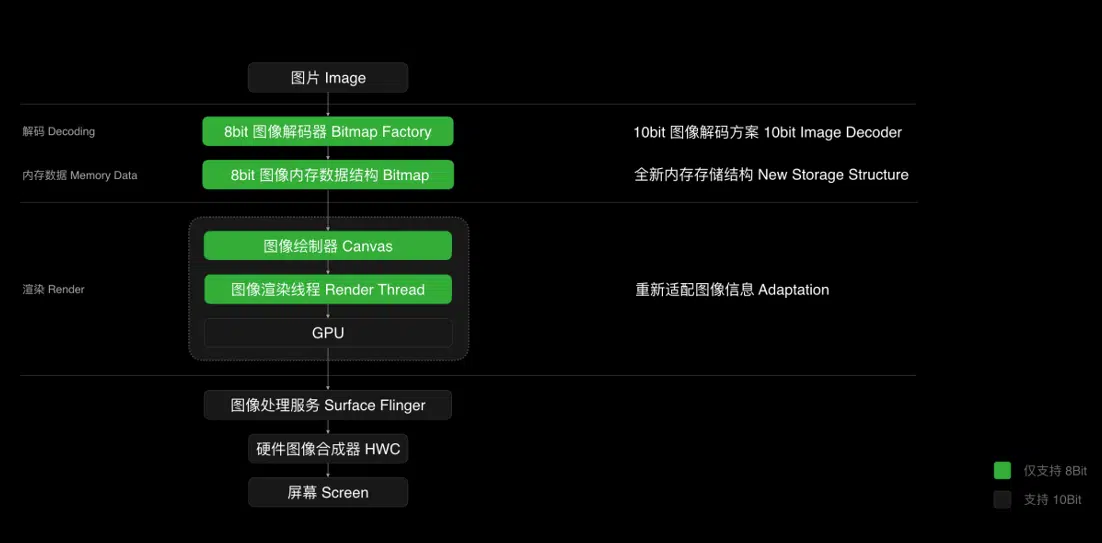 图片 Image
解码 Decoding
8bit 图像解码器 Bitmap Factory
10bit 图像解码方案 10bit Image Decoder
内存数据 Memory Data
8bit 图像内存数据结构 Bitmap
全新内存存储结构 New Storage Structure
图像绘制器 Canvas
渲染 Render
图像渲染线程 Render Thread
重新适配图像信息 Adaptation
GPU
图像处理服务 Surface Flinger
硬件图像合成器 HWC
屏幕 Screen
仅支持 8Bit
支持 10Bit